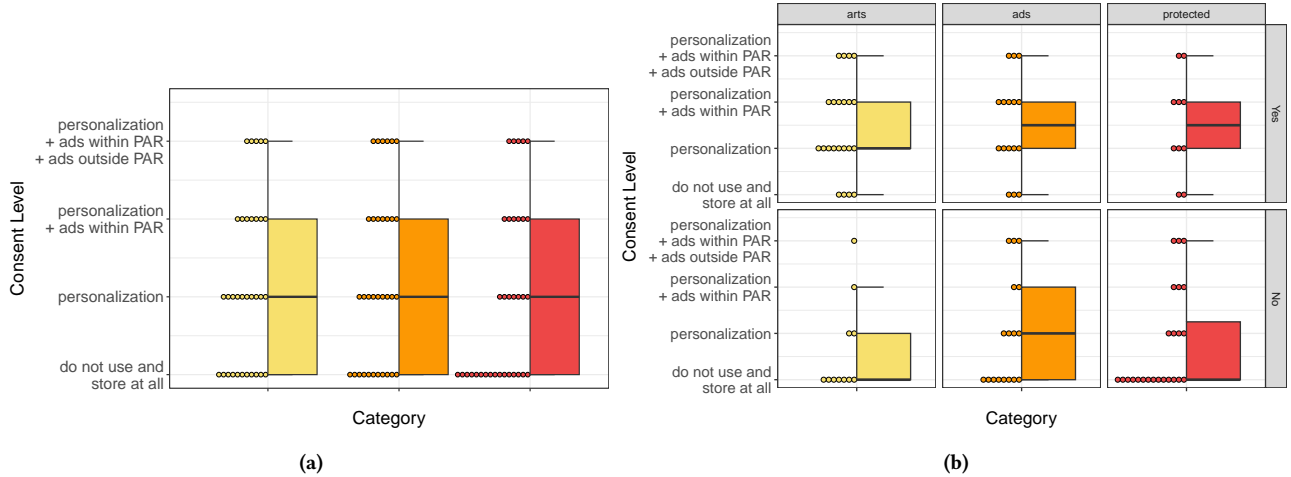 personalization
+ ads within PAR
+ ads outside PAR
personalization
+ ads within PAR
personalization
do not use and
store at all
Consent Level
Category
(a)
arts
ads
protected
personalization
+ ads within PAR
+ ads outside PAR
personalization
+ ads within PAR
personalization
do not use and
store at all
Yes
personalization
+ ads within PAR
+ ads outside PAR
personalization
+ ads within PAR
personalization
do not use and
store at all
No
Consent Level
Category
(b)